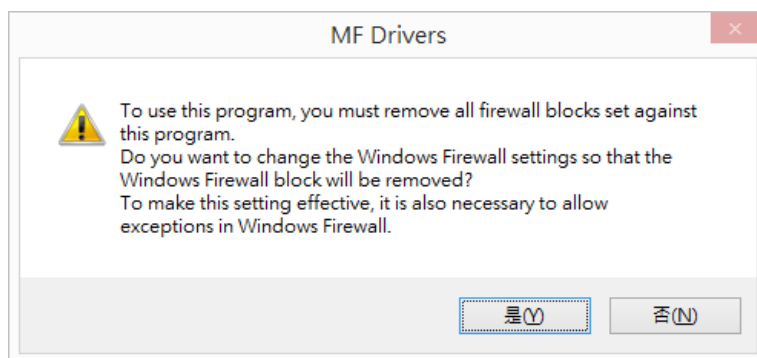 MF Drivers
To use this program, you must remove all firewall blocks set against
this program.
Do you want to change the Windows Firewall settings so that the
Windows Firewall block will be removed?
To make this setting effective, it is also necessary to allow
exceptions in Windows Firewall.
是(Y)
否(N)